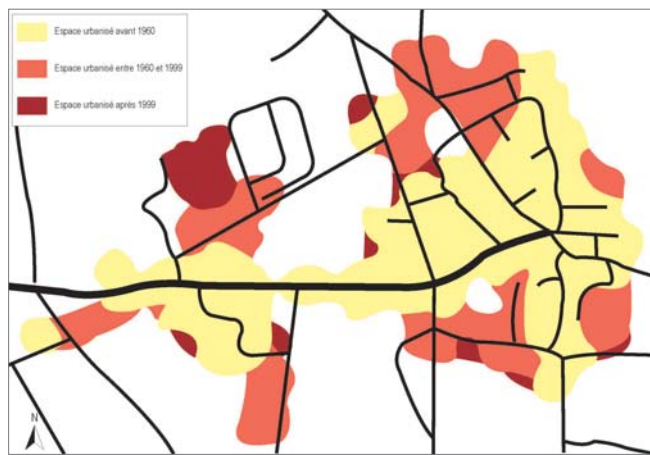 Espace urbanisé avant 1960
Espace urbanisé entre 1960 et 1999
Espace urbanisé après 1999
N